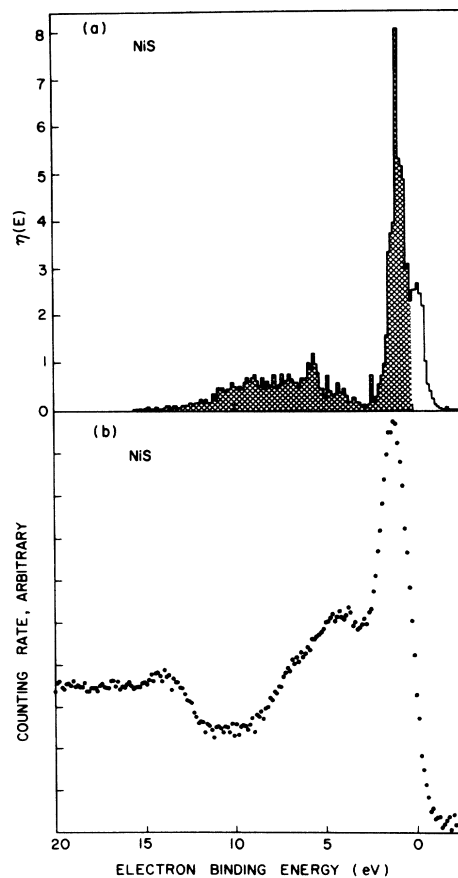 (a)
NiS
8
7
6
5
4
3
2
1
0
η(E)
(b)
NiS
COUNTING RATE, ARBITRARY
20 15 10 5 0
ELECTRON BINDING ENERGY (eV)